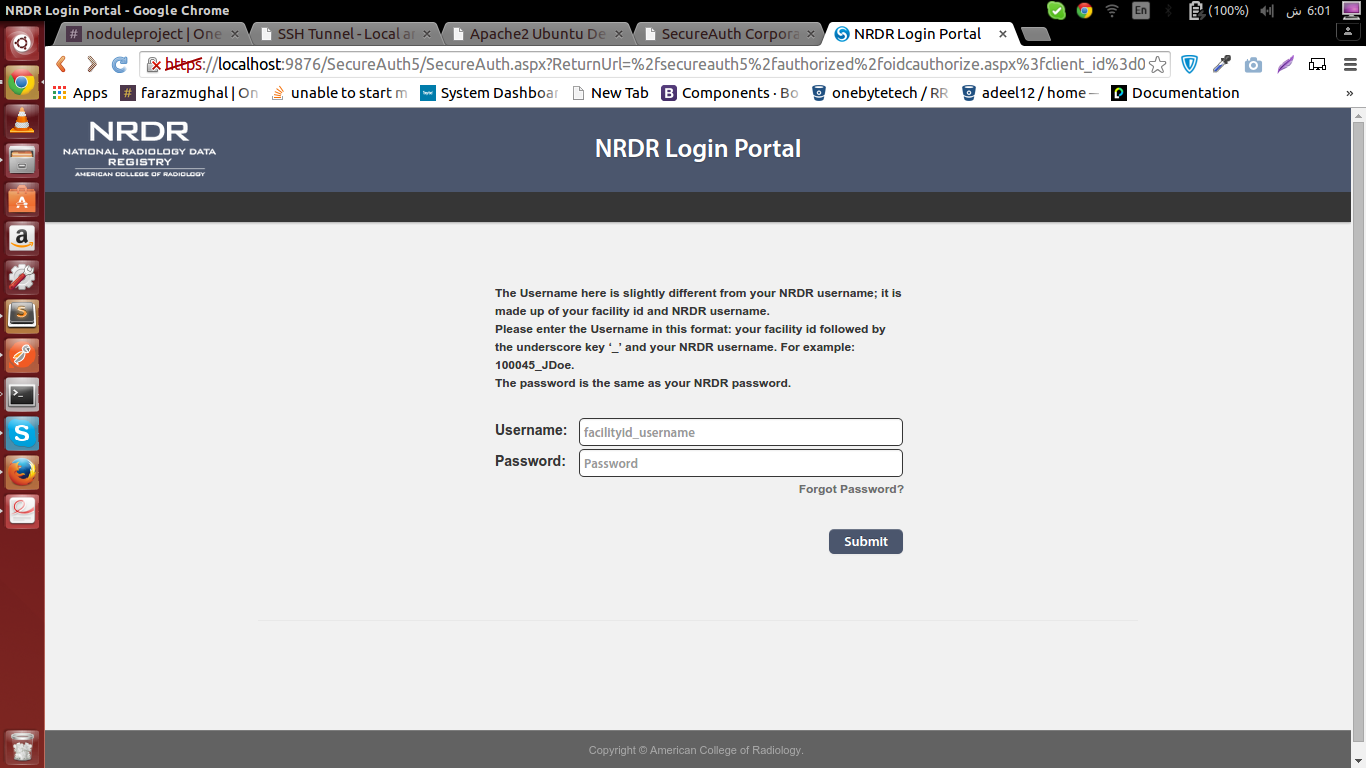 NRDR Login Portal - Google Chrome
En
(100%)
ش 6:01
noduleproject | One
SSH Tunnel - Local a
Apache2 Ubuntu De
SecureAuth Corpora
NRDR Login Portal
https://localhost:9876/SecureAuth5/SecureAuth.aspx?ReturnUrl=%2fsecureauth5%2fauthorized%2foidcauthorize.aspx%3fclient_id%3d0
Apps
farazmughal | On
unable to start m
System Dashboar
New Tab
Components · Bo
onebytetech / RR
adeel12 / home —
Documentation
»
NRDR
NATIONAL RADIOLOGY DATA
REGISTRY
AMERICAN COLLEGE OF RADIOLOGY
NRDR Login Portal
The Username here is slightly different from your NRDR username; it is
made up of your facility id and NRDR username.
Please enter the Username in this format: your facility id followed by
the underscore key ‘_’ and your NRDR username. For example:
100045_JDoe.
The password is the same as your NRDR password.
Username: facilityid_username
Password: Password
Forgot Password?
Submit
Copyright © American College of Radiology.